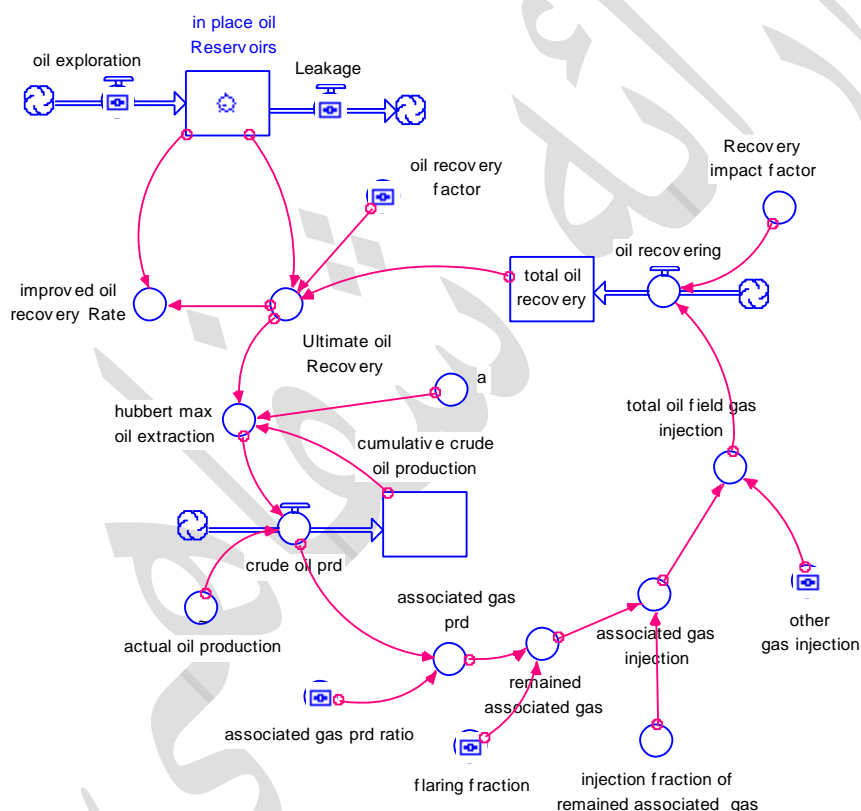 in place oil
Reservoirs
oil exploration
Leakage
oil recovery
factor
Recovery
impact factor
oil recovering
total oil
recovery
improved oil
recovery Rate
Ultimate oil
Recovery
a
hubbert max
oil extraction
cumulative crude
oil production
total oil field gas
injection
crude oil prd
actual oil production
~
associated gas
prd
associated gas
injection
other
gas injection
remained
associated gas
associated gas prd ratio
flaring fraction
injection fraction of
remained associated gas